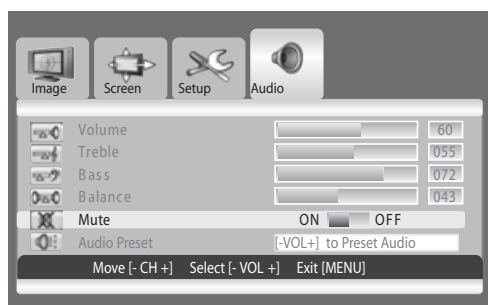 Image Screen Setup Audio
Volume 60
Treble 055
Bass 072
Balance 043
Mute ON OFF
Audio Preset [-VOL+] to Preset Audio
Move [- CH +] Select [- VOL +] Exit [MENU]